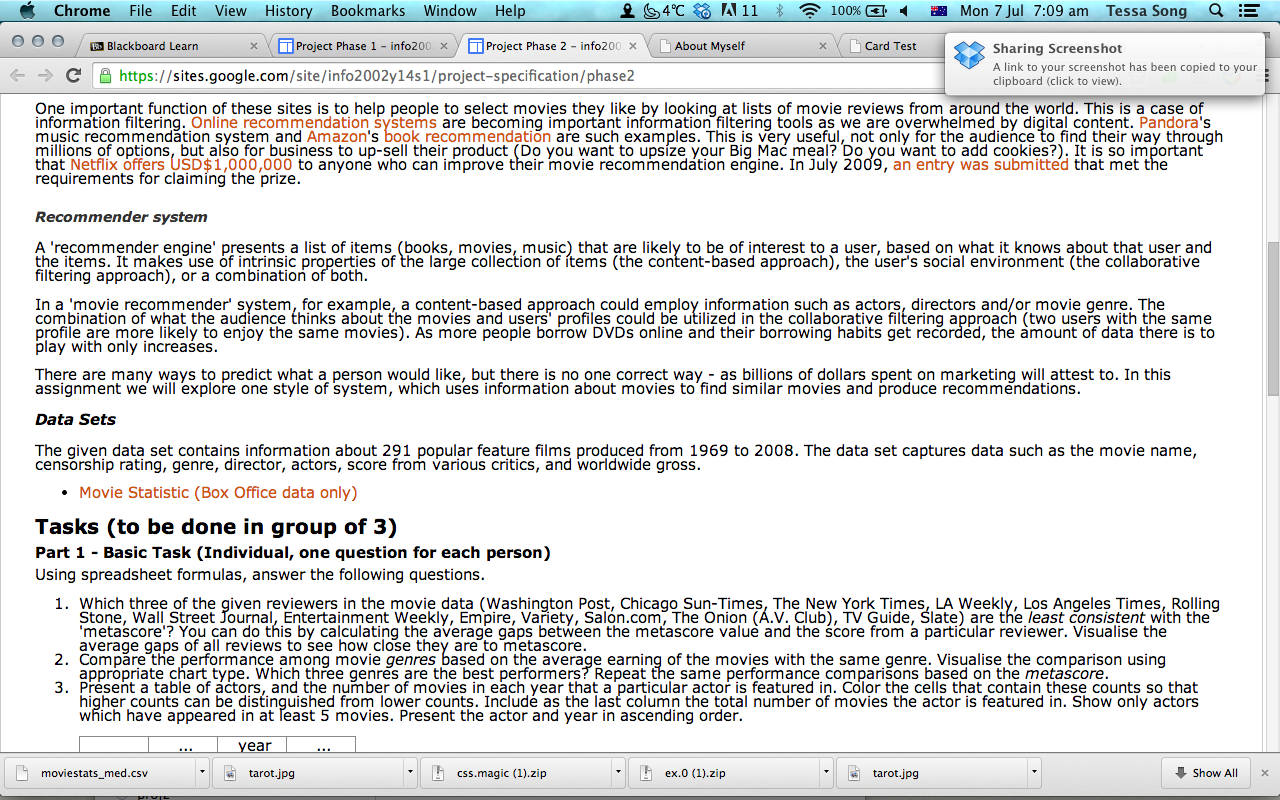 Chrome File Edit View History Bookmarks Window Help 4°C 11 100% Mon 7 Jul 7:09 am Tessa Song
Blackboard Learn × Project Phase 1 – info200 × Project Phase 2 – info200 × About Myself × Card Test
Sharing Screenshot
A link to your screenshot has been copied to your
clipboard (click to view).
https://sites.google.com/site/info2002y14s1/project-specification/phase2
One important function of these sites is to help people to select movies they like by looking at lists of movie reviews from around the world. This is a case of
information filtering. Online recommendation systems are becoming important information filtering tools as we are overwhelmed by digital content. Pandora's
music recommendation system and Amazon's book recommendation are such examples. This is very useful, not only for the audience to find their way through
millions of options, but also for business to up-sell their product (Do you want to upsize your Big Mac meal? Do you want to add cookies?). It is so important
that Netflix offers USD$1,000,000 to anyone who can improve their movie recommendation engine. In July 2009, an entry was submitted that met the
requirements for claiming the prize.
Recommender system
A 'recommender engine' presents a list of items (books, movies, music) that are likely to be of interest to a user, based on what it knows about that user and
the items. It makes use of intrinsic properties of the large collection of items (the content-based approach), the user's social environment (the collaborative
filtering approach), or a combination of both.
In a 'movie recommender' system, for example, a content-based approach could employ information such as actors, directors and/or movie genre. The
combination of what the audience thinks about the movies and users' profiles could be utilized in the collaborative filtering approach (two users with the same
profile are more likely to enjoy the same movies). As more people borrow DVDs online and their borrowing habits get recorded, the amount of data there is to
play with only increases.
There are many ways to predict what a person would like, but there is no one correct way - as billions of dollars spent on marketing will attest to. In this
assignment we will explore one style of system, which uses information about movies to find similar movies and produce recommendations.
Data Sets
The given data set contains information about 291 popular feature films produced from 1969 to 2008. The data set captures data such as the movie name,
censorship rating, genre, director, actors, score from various critics, and worldwide gross.
• Movie Statistic (Box Office data only)
Tasks (to be done in group of 3)
Part 1 - Basic Task (Individual, one question for each person)
Using spreadsheet formulas, answer the following questions.
1. Which three of the given reviewers in the movie data (Washington Post, Chicago Sun-Times, The New York Times, LA Weekly, Los Angeles Times, Rolling
Stone, Wall Street Journal, Entertainment Weekly, Empire, Variety, Salon.com, The Onion (A.V. Club), TV Guide, Slate) are the least consistent with the
'metascore'? You can do this by calculating the average gaps between the metascore value and the score from a particular reviewer. Visualise the
average gaps of all reviews to see how close they are to metascore.
2. Compare the performance among movie genres based on the average earning of the movies with the same genre. Visualise the comparison using
appropriate chart type. Which three genres are the best performers? Repeat the same performance comparisons based on the metascore.
3. Present a table of actors, and the number of movies in each year that a particular actor is featured in. Color the cells that contain these counts so that
higher counts can be distinguished from lower counts. Include as the last column the total number of movies the actor is featured in. Show only actors
which have appeared in at least 5 movies. Present the actor and year in ascending order.
... year ...
moviestats_med.csv tarot.jpg css.magic (1).zip ex.0 (1).zip tarot.jpg Show All ×